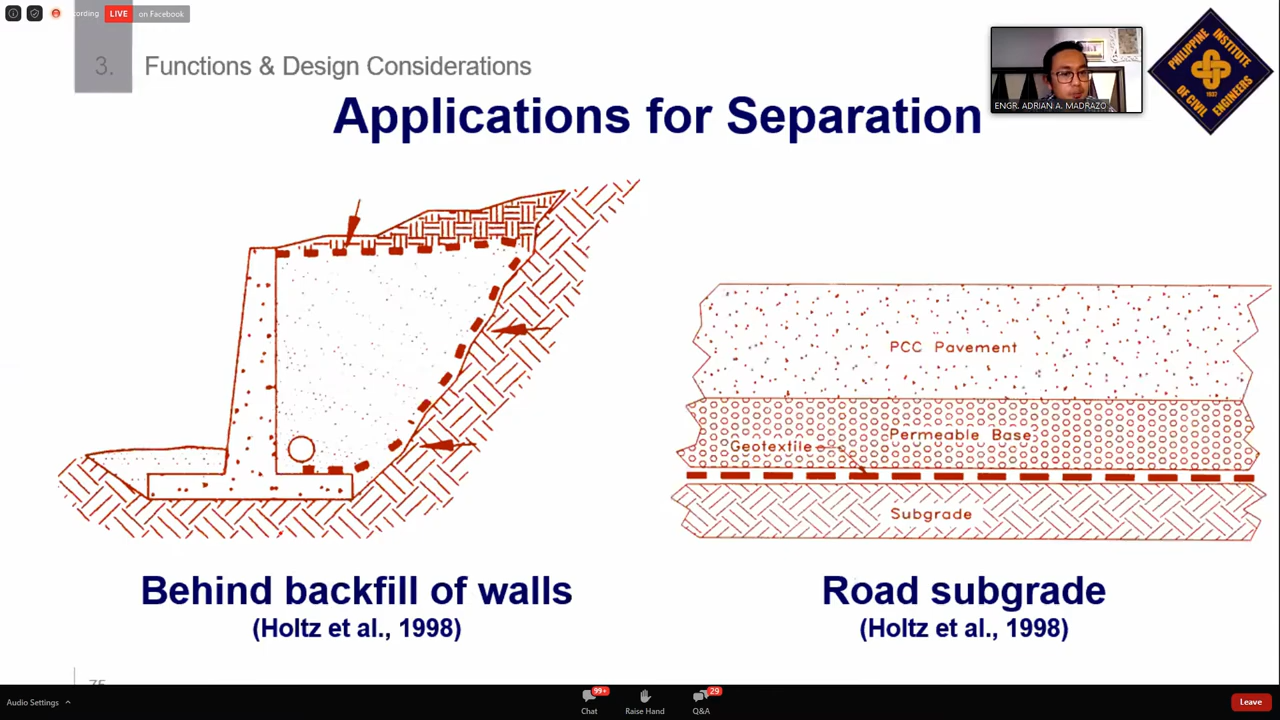 cording LIVE on Facebook
3. Functions & Design Considerations
Applications for Separation
ENGR. ADRIAN A. MADRAZO
PHILIPPINE INSTITUTE OF CIVIL ENGINEERS
1937
PCC Pavement
Permeable Base
Geotextile
Subgrade
Behind backfill of walls
(Holtz et al., 1998)
Road subgrade
(Holtz et al., 1998)
Audio Settings
99+
Chat
Raise Hand
29
Q&A
Leave